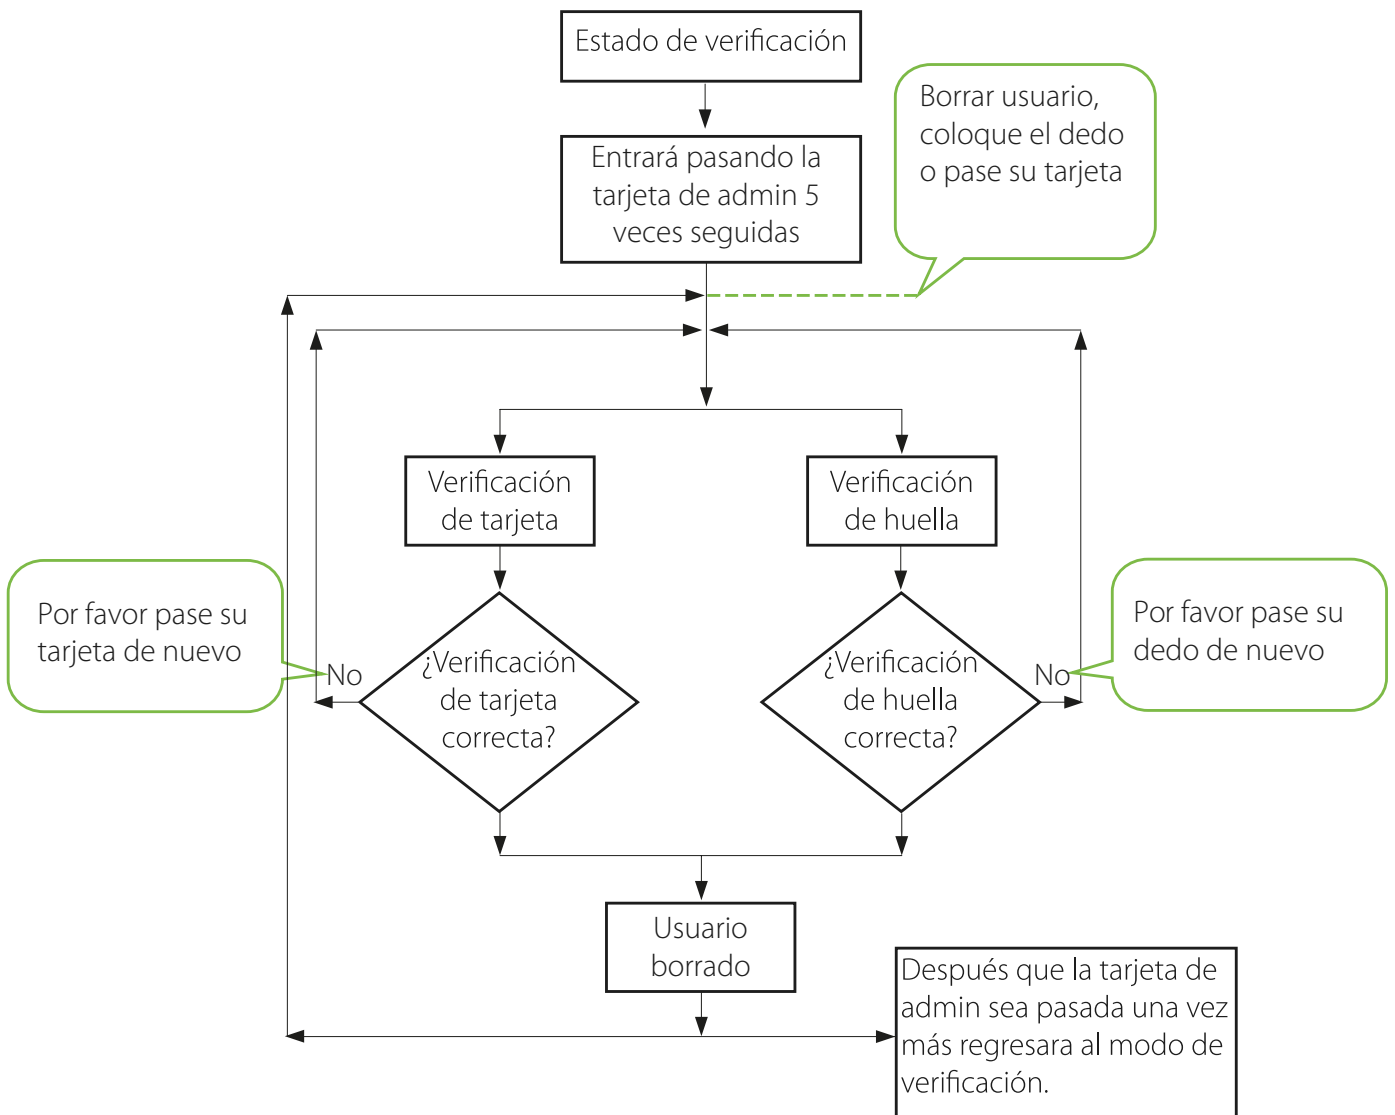 Estado de verificación
Borrar usuario,
coloque el dedo
o pase su tarjeta
Entrará pasando la
tarjeta de admin 5
veces seguidas
Verificación
de tarjeta
Verificación
de huella
Por favor pase su
tarjeta de nuevo
No
¿Verificación
de tarjeta
correcta?
¿Verificación
de huella
correcta?
No
Por favor pase su
dedo de nuevo
Usuario
borrado
Después que la tarjeta de
admin sea pasada una vez
más regresara al modo de
verificación.